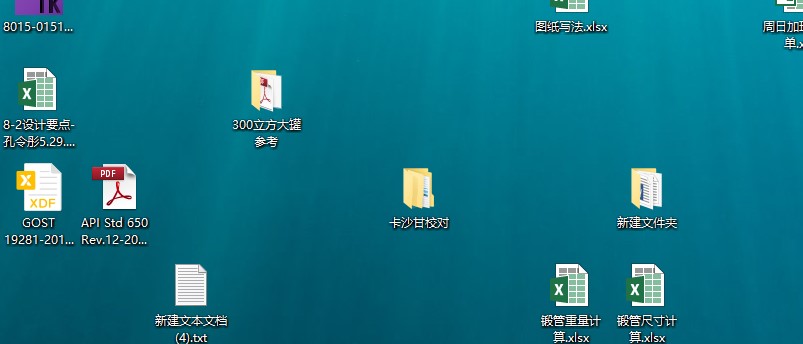 8015-0151...
图纸写法.xlsx
周日加班
单.x
8-2设计要点-
孔令彤5.29....
300立方大罐
参考
XDF
GOST
19281-201...
PDF
API Std 650
Rev.12-20...
卡沙甘校对
新建文件夹
新建文本文档
(4).txt
锻管重量计
算.xlsx
锻管尺寸计
算.xlsx